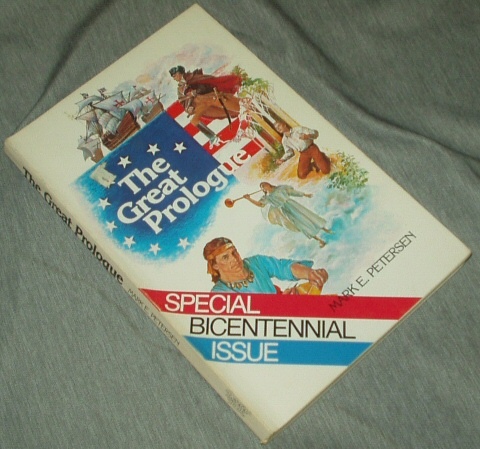 The
Great
Prologue
MARK E. PETERSEN
SPECIAL
BICENTENNIAL
ISSUE
The Great Prologue
MARK E. PETERSEN